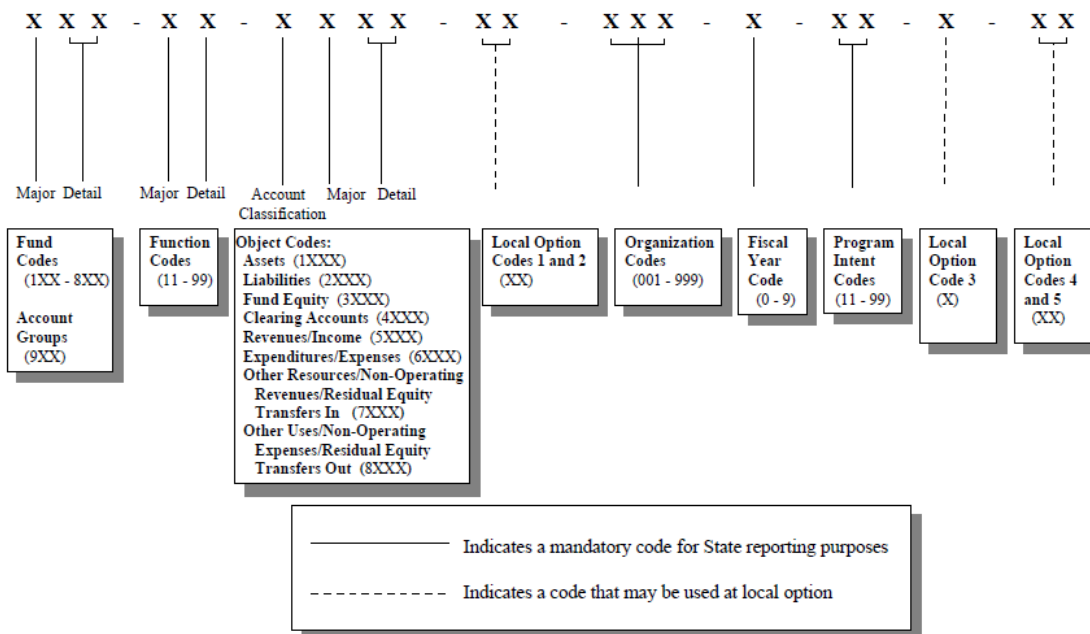 X X X - X X - X X X X - X X - X X X - X - X X - X - X X
Major Detail
Major Detail
Account Classification
Major Detail
Fund
Codes
(1XX - 8XX)
Account
Groups
(9XX)
Function
Codes
(11 - 99)
Object Codes:
Assets (1XXX)
Liabilities (2XXX)
Fund Equity (3XXX)
Clearing Accounts (4XXX)
Revenues/Income (5XXX)
Expenditures/Expenses (6XXX)
Other Resources/Non-Operating
Revenues/Residual Equity
Transfers In (7XXX)
Other Uses/Non-Operating
Expenses/Residual Equity
Transfers Out (8XXX)
Local Option
Codes 1 and 2
(XX)
Organization
Codes
(001 - 999)
Fiscal
Year
Code
(0 - 9)
Program
Intent
Codes
(11 - 99)
Local
Option
Code 3
(X)
Local
Option
Codes 4
and 5
(XX)
Indicates a mandatory code for State reporting purposes
Indicates a code that may be used at local option